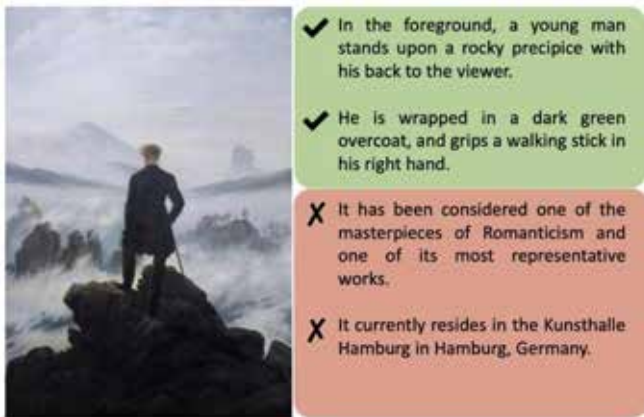 ✔ In the foreground, a young man
stands upon a rocky precipice with
his back to the viewer.
✔ He is wrapped in a dark green
overcoat, and grips a walking stick in
his right hand.
✗ It has been considered one of the
masterpieces of Romanticism and
one of its most representative
works.
✗ It currently resides in the Kunsthalle
Hamburg in Hamburg, Germany.